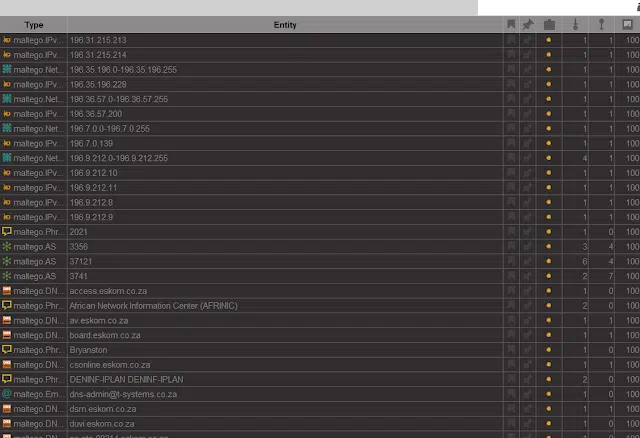 Type Entity
maltego.IPv... 196.31.215.213 1 1 100
maltego.IPv... 196.31.215.214 1 1 100
maltego.Net... 196.35.196.0-196.35.196.255 1 1 100
maltego.IPv... 196.35.196.228 1 1 100
maltego.Net... 196.36.57.0-196.36.57.255 1 1 100
maltego.IPv... 196.36.57.200 1 1 100
maltego.Net... 196.7.0.0-196.7.0.255 1 1 100
maltego.IPv... 196.7.0.139 1 1 100
maltego.Net... 196.9.212.0-196.9.212.255 4 1 100
maltego.IPv... 196.9.212.10 1 1 100
maltego.IPv... 196.9.212.11 1 1 100
maltego.IPv... 196.9.212.8 1 1 100
maltego.IPv... 196.9.212.9 1 1 100
maltego.Phr... 2021 1 0 100
maltego.AS 3356 3 4 100
maltego.AS 37121 6 4 100
maltego.AS 3741 2 7 100
maltego.DN... access.eskom.co.za 1 0 100
maltego.Phr... African Network Information Center (AFRINIC) 2 0 100
maltego.DN... av.eskom.co.za 1 1 100
maltego.DN... board.eskom.co.za 1 1 100
maltego.Phr... Bryanston 1 0 100
maltego.DN... csonline.eskom.co.za 1 1 100
maltego.Phr... DENINF-IPLAN DENINF-IPLAN 2 0 100
maltego.Em... dns-admin@t-systems.co.za 1 0 100
maltego.DN... dsm.eskom.co.za 1 1 100
maltego.DN... duvi.eskom.co.za 1 0 100